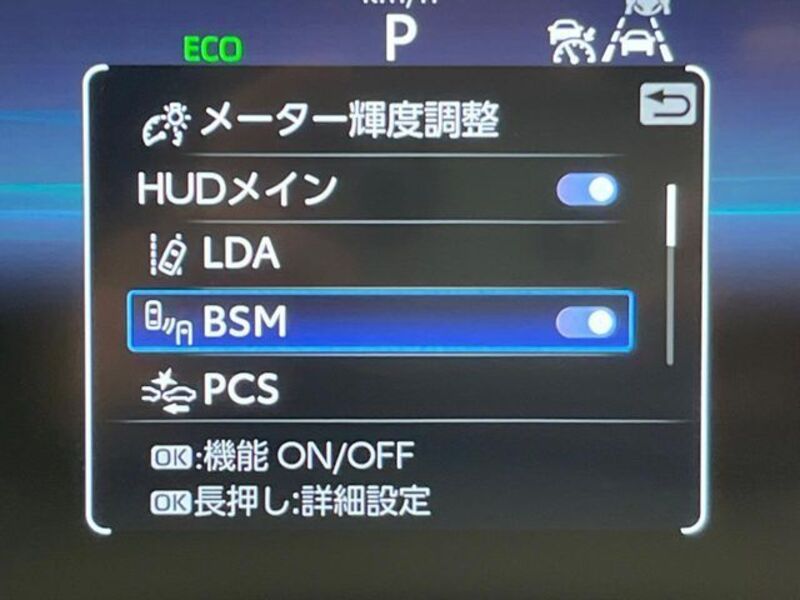 km/h
ECO
P
メーター輝度調整
HUDメイン
LDA
BSM
PCS
OK:機能 ON/OFF
OK長押し:詳細設定